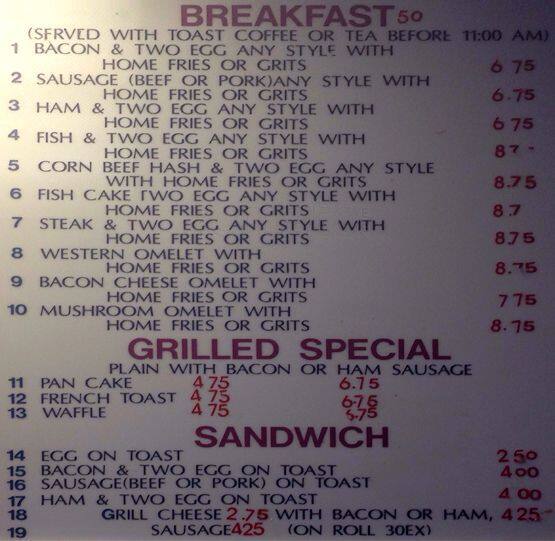 BREAKFAST 50
(SERVED WITH TOAST COFFEE OR TEA BEFORE 11:00 AM)
1 BACON & TWO EGG ANY STYLE WITH
HOME FRIES OR GRITS 6 75
2 SAUSAGE (BEEF OR PORK)ANY STYLE WITH
HOME FRIES OR GRITS 6.75
3 HAM & TWO EGG ANY STYLE WITH
HOME FRIES OR GRITS 6 75
4 FISH & TWO EGG ANY STYLE WITH
HOME FRIES OR GRITS
5 CORN BEEF HASH & TWO EGG ANY STYLE
WITH HOME FRIES OR GRITS 8.75
6 FISH CAKE TWO EGG ANY STYLE WITH
HOME FRIES OR GRITS 8.7
7 STEAK & TWO EGG ANY STYLE WITH
HOME FRIES OR GRITS 8.75
8 WESTERN OMELET WITH
HOME FRIES OR GRITS 8.75
9 BACON CHEESE OMELET WITH
HOME FRIES OR GRITS 7 75
10 MUSHROOM OMELET WITH
HOME FRIES OR GRITS 8.75
GRILLED SPECIAL
PLAIN WITH BACON OR HAM SAUSAGE
11 PAN CAKE 4 75 6.75
12 FRENCH TOAST 4 75 6.75
13 WAFFLE 4 75 6.75
SANDWICH
14 EGG ON TOAST 2 50
15 BACON & TWO EGG ON TOAST 4 00
16 SAUSAGE(BEEF OR PORK) ON TOAST
17 HAM & TWO EGG ON TOAST 4 00
18 GRILL CHEESE 2.75 WITH BACON OR HAM, 4 25
19 SAUSAGE 425 (ON ROLL 30EX)